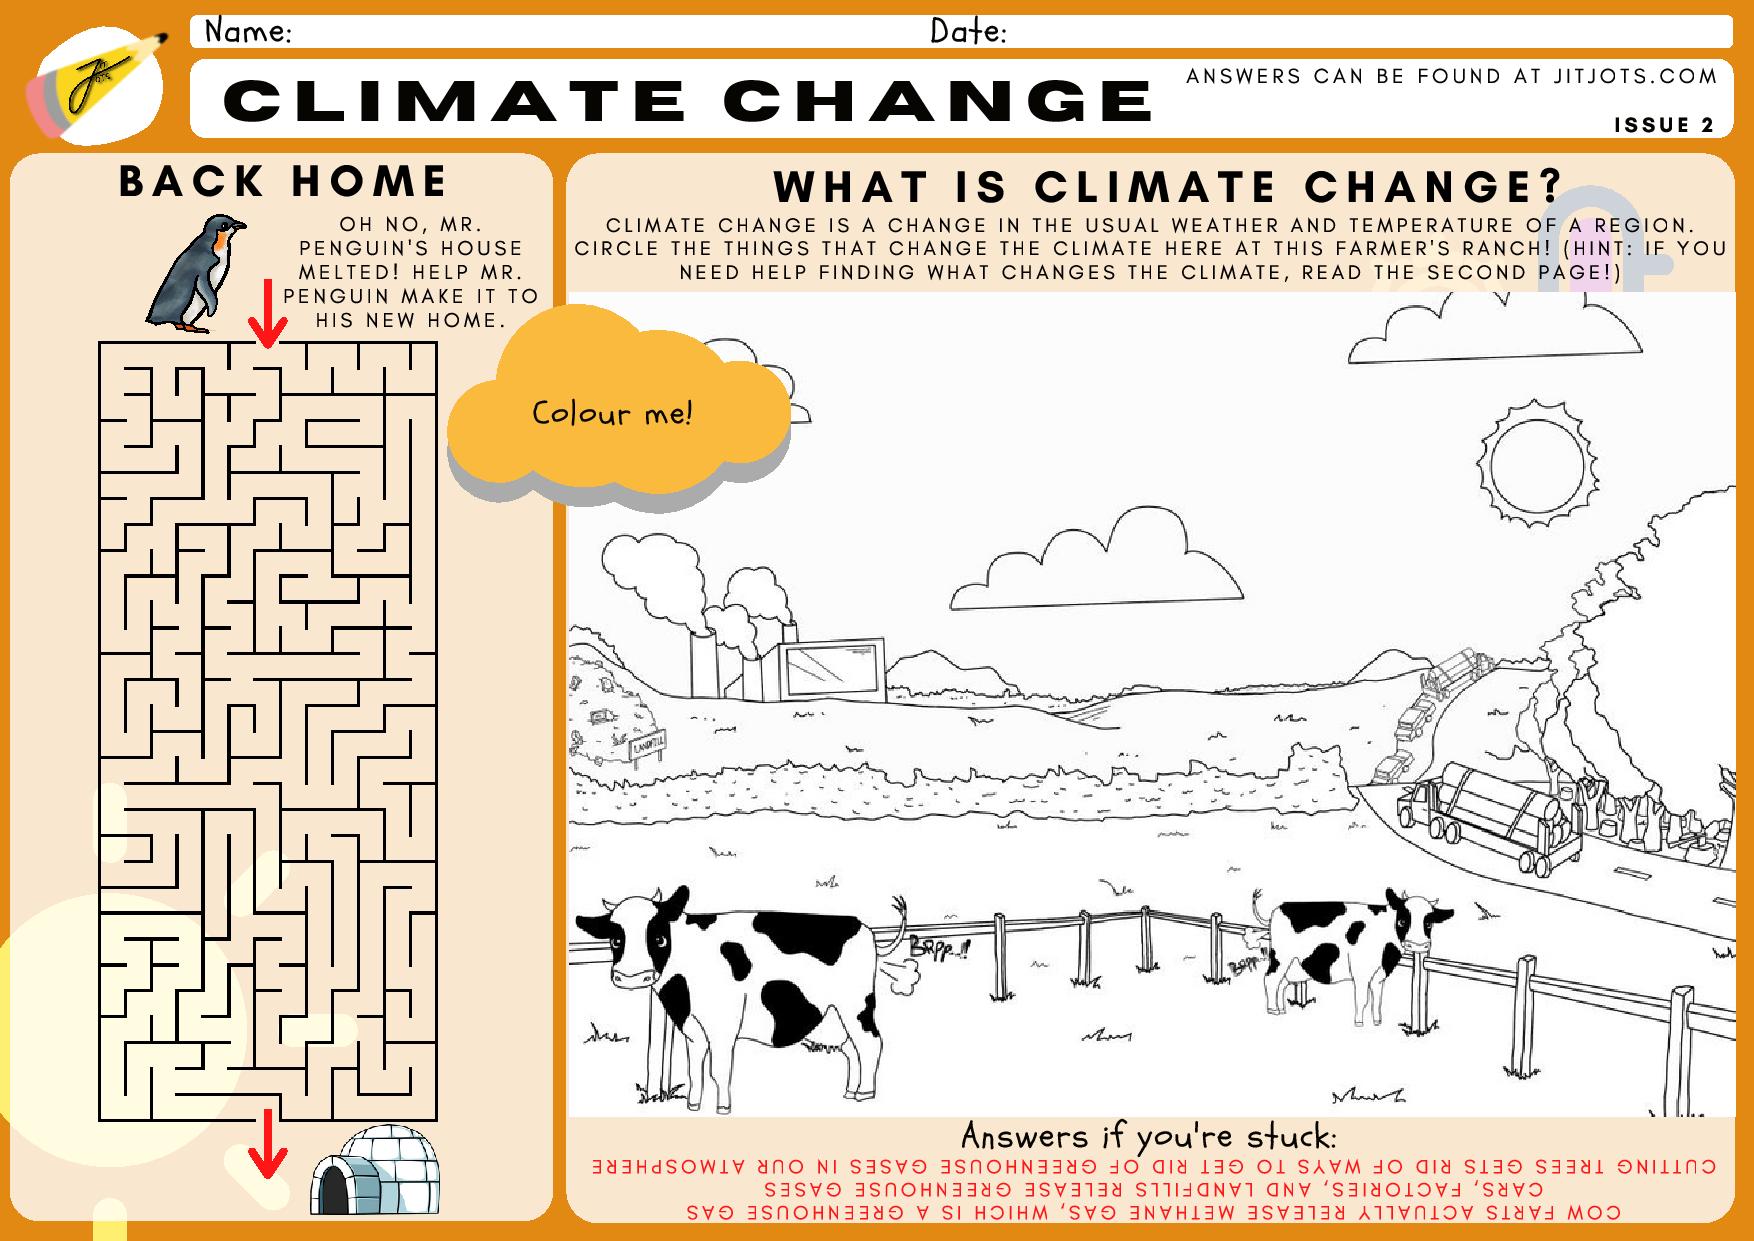 Name:
Date:
CLIMATE CHANGE
ANSWERS CAN BE FOUND AT JITJOTS.COM
ISSUE 2
BACK HOME
OH NO, MR.
PENGUIN'S HOUSE
MELTED! HELP MR.
PENGUIN MAKE IT TO
HIS NEW HOME.
Colour me!
WHAT IS CLIMATE CHANGE?
CLIMATE CHANGE IS A CHANGE IN THE USUAL WEATHER AND TEMPERATURE OF A REGION.
CIRCLE THE THINGS THAT CHANGE THE CLIMATE HERE AT THIS FARMER'S RANCH! (HINT: IF YOU
NEED HELP FINDING WHAT CHANGES THE CLIMATE, READ THE SECOND PAGE!)
LANDFILL
BRPP..!!
BRPP..!!
Answers if you're stuck:
COW FARTS ACTUALLY RELEASE METHANE GAS, WHICH IS A GREENHOUSE GAS
CARS, FACTORIES, AND LANDFILLS RELEASE GREENHOUSE GASES
CUTTING TREES GETS RID OF WAYS TO GET RID OF GREENHOUSE GASES IN OUR ATMOSPHERE